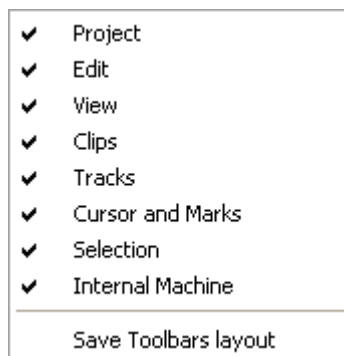 Project
Edit
View
Clips
Tracks
Cursor and Marks
Selection
Internal Machine
Save Toolbars layout